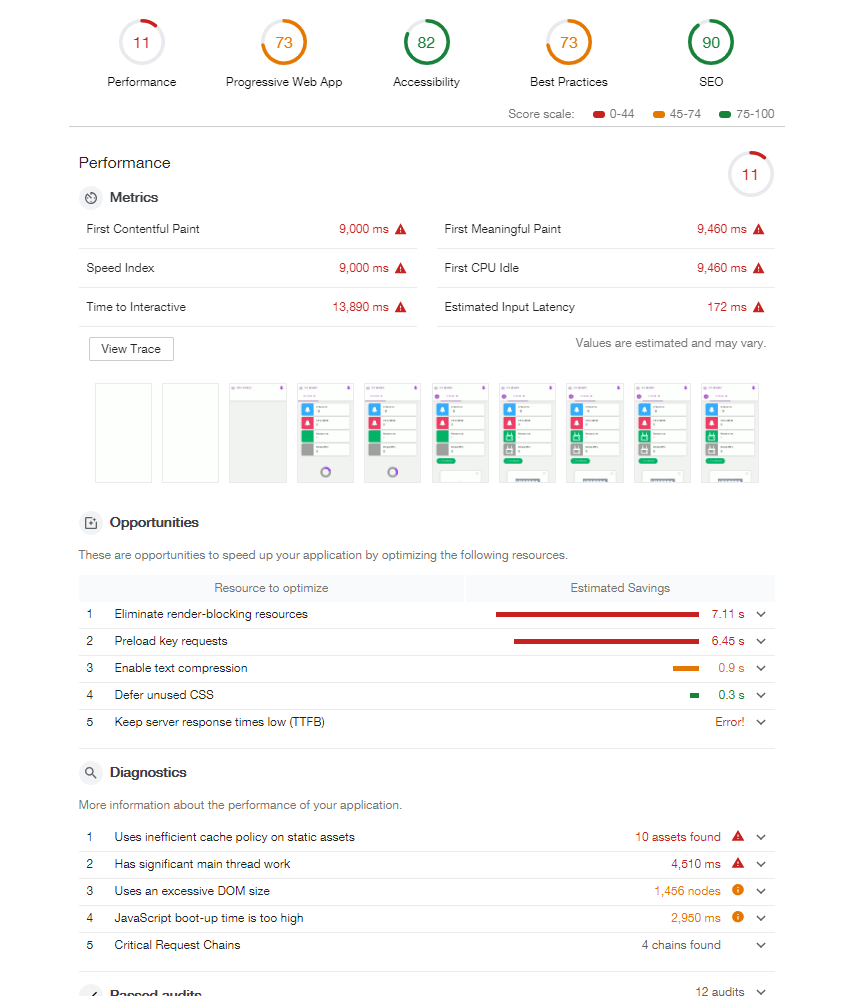 11 73 82 73 90
Performance Progressive Web App Accessibility Best Practices SEO
Score scale: 0-44 45-74 75-100
Performance 11
Metrics
First Contentful Paint 9,000 ms First Meaningful Paint 9,460 ms
Speed Index 9,000 ms First CPU Idle 9,460 ms
Time to Interactive 13,890 ms Estimated Input Latency 172 ms
View Trace Values are estimated and may vary.
Opportunities
These are opportunities to speed up your application by optimizing the following resources.
Resource to optimize Estimated Savings
1 Eliminate render-blocking resources 7.11 s
2 Preload key requests 6.45 s
3 Enable text compression 0.9 s
4 Defer unused CSS 0.3 s
5 Keep server response times low (TTFB) Error!
Diagnostics
More information about the performance of your application.
1 Uses inefficient cache policy on static assets 10 assets found
2 Has significant main thread work 4,510 ms
3 Uses an excessive DOM size 1,456 nodes
4 JavaScript boot-up time is too high 2,950 ms
5 Critical Request Chains 4 chains found
Passed audits 12 audits